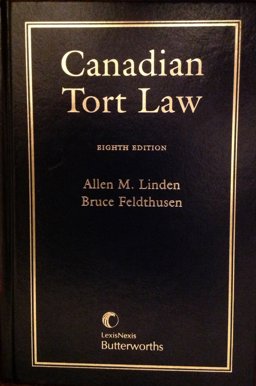 Canadian
Tort Law
EIGHTH EDITION
Allen M. Linden
Bruce Feldthusen
LexisNexis
Butterworths